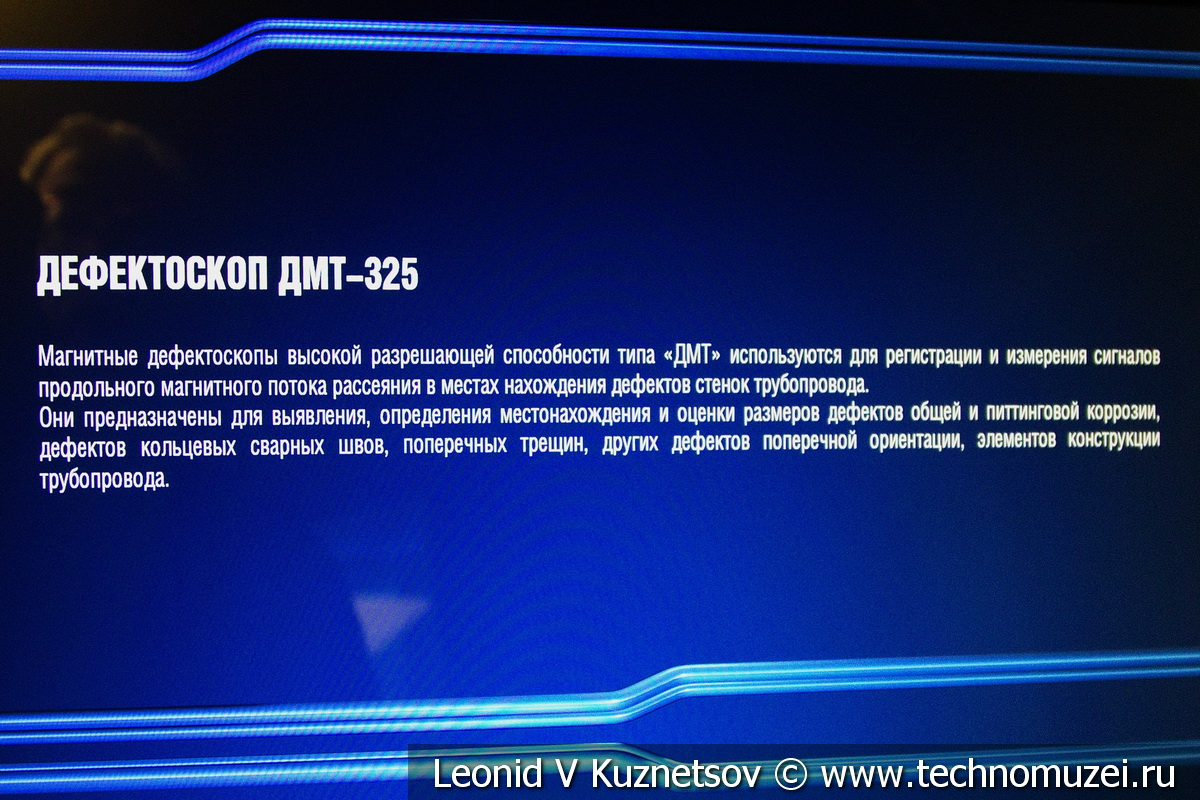 ДЕФЕКТОСКОП ДМТ–325
Магнитные дефектоскопы высокой разрешающей способности типа «ДМТ» используются для регистрации и измерения сигналов
продольного магнитного потока рассеяния в местах нахождения дефектов стенок трубопровода.
Они предназначены для выявления, определения местонахождения и оценки размеров дефектов общей и питтинговой коррозии,
дефектов кольцевых сварных швов, поперечных трещин, других дефектов поперечной ориентации, элементов конструкции
трубопровода.
Leonid V Kuznetsov © www.technomuzei.ru